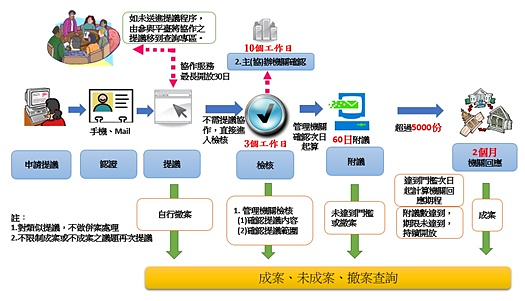 如未送進提議程序，
由參與平臺將協作之
提議移到查詢專區。
協作服務
最長開放30日
10個工作日
2.主(協)辦機關確認
手機、Mail
不需提議協
作，直接進
入檢核
3個工作日
管理機關
確認次日
起算
60日附議
超過5000份
2個月
機關回應
申請提議
認證
提議
檢核
附議
達到門檻次日
起計算機關回
應期程
附議數達到，
期限未達到，
持續開放
自行撤案
1. 管理機關檢核
(1)確認提議內容
(2)確認提議範圍
未達到門檻
或撤案
成案
註：
1.對類似提議，不做併案處理
2.不限制成案或不成案之議題再次提議
成案、未成案、撤案查詢